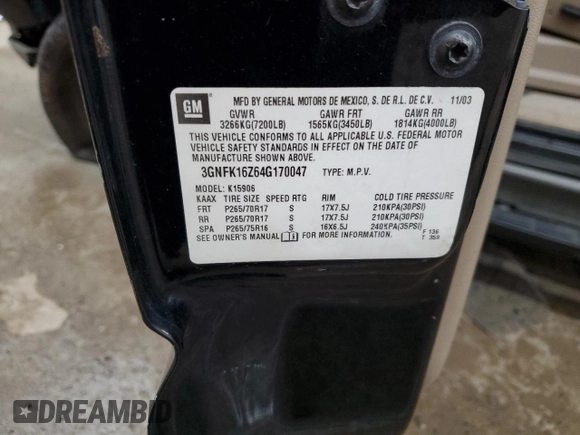 GM
MFD BY GENERAL MOTORS DE MEXICO, S. DE R.L. DE C.V. 11/03
GVWR GAWR FRT GAWR RR
3266KG(7200LB) 1565KG(3450LB) 1814KG(4000LB)
THIS VEHICLE CONFORMS TO ALL APPLICABLE U.S. FEDERAL MOTOR
VEHICLE SAFETY STANDARDS IN EFFECT ON THE DATE OF
MANUFACTURE SHOWN ABOVE.
3GNFK16Z64G170047 TYPE: M.P.V.
MODEL: K15906
KAAX TIRE SIZE SPEED RTG RIM COLD TIRE PRESSURE
FRT P265/70R17 S 17X7.5J 210KPA(30PSI)
RR P265/70R17 S 17X7.5J 210KPA(30PSI)
SPA P265/75R16 S 16X6.5J 240KPA(35PSI)
SEE OWNER'S MANUAL FOR MORE INFORMATION. F 136
T 359
DREAMBID